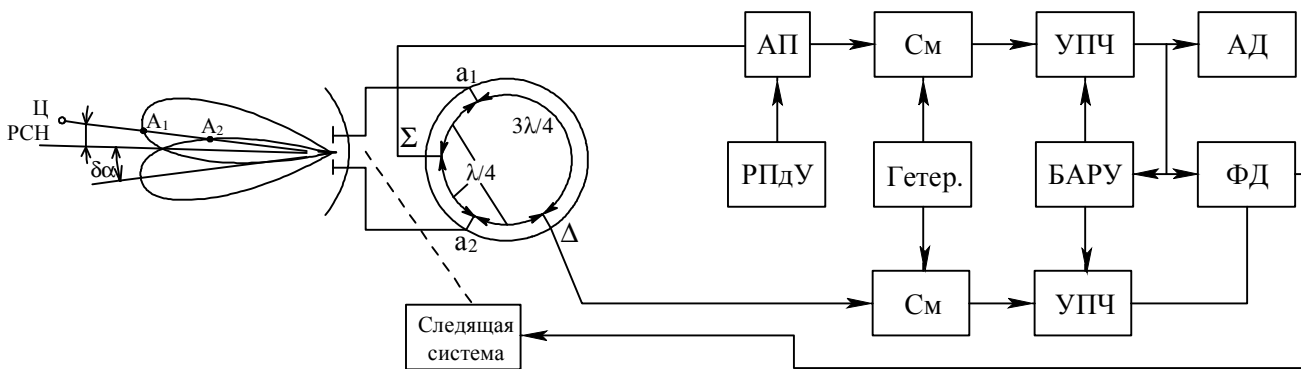 АП
См
УПЧ
АД
a1
Ц
A1
A2
РСН
3λ/4
Σ
δα
λ/4
РПдУ
Гетер.
БАРУ
ФД
a2
Δ
См
УПЧ
Следящая
система